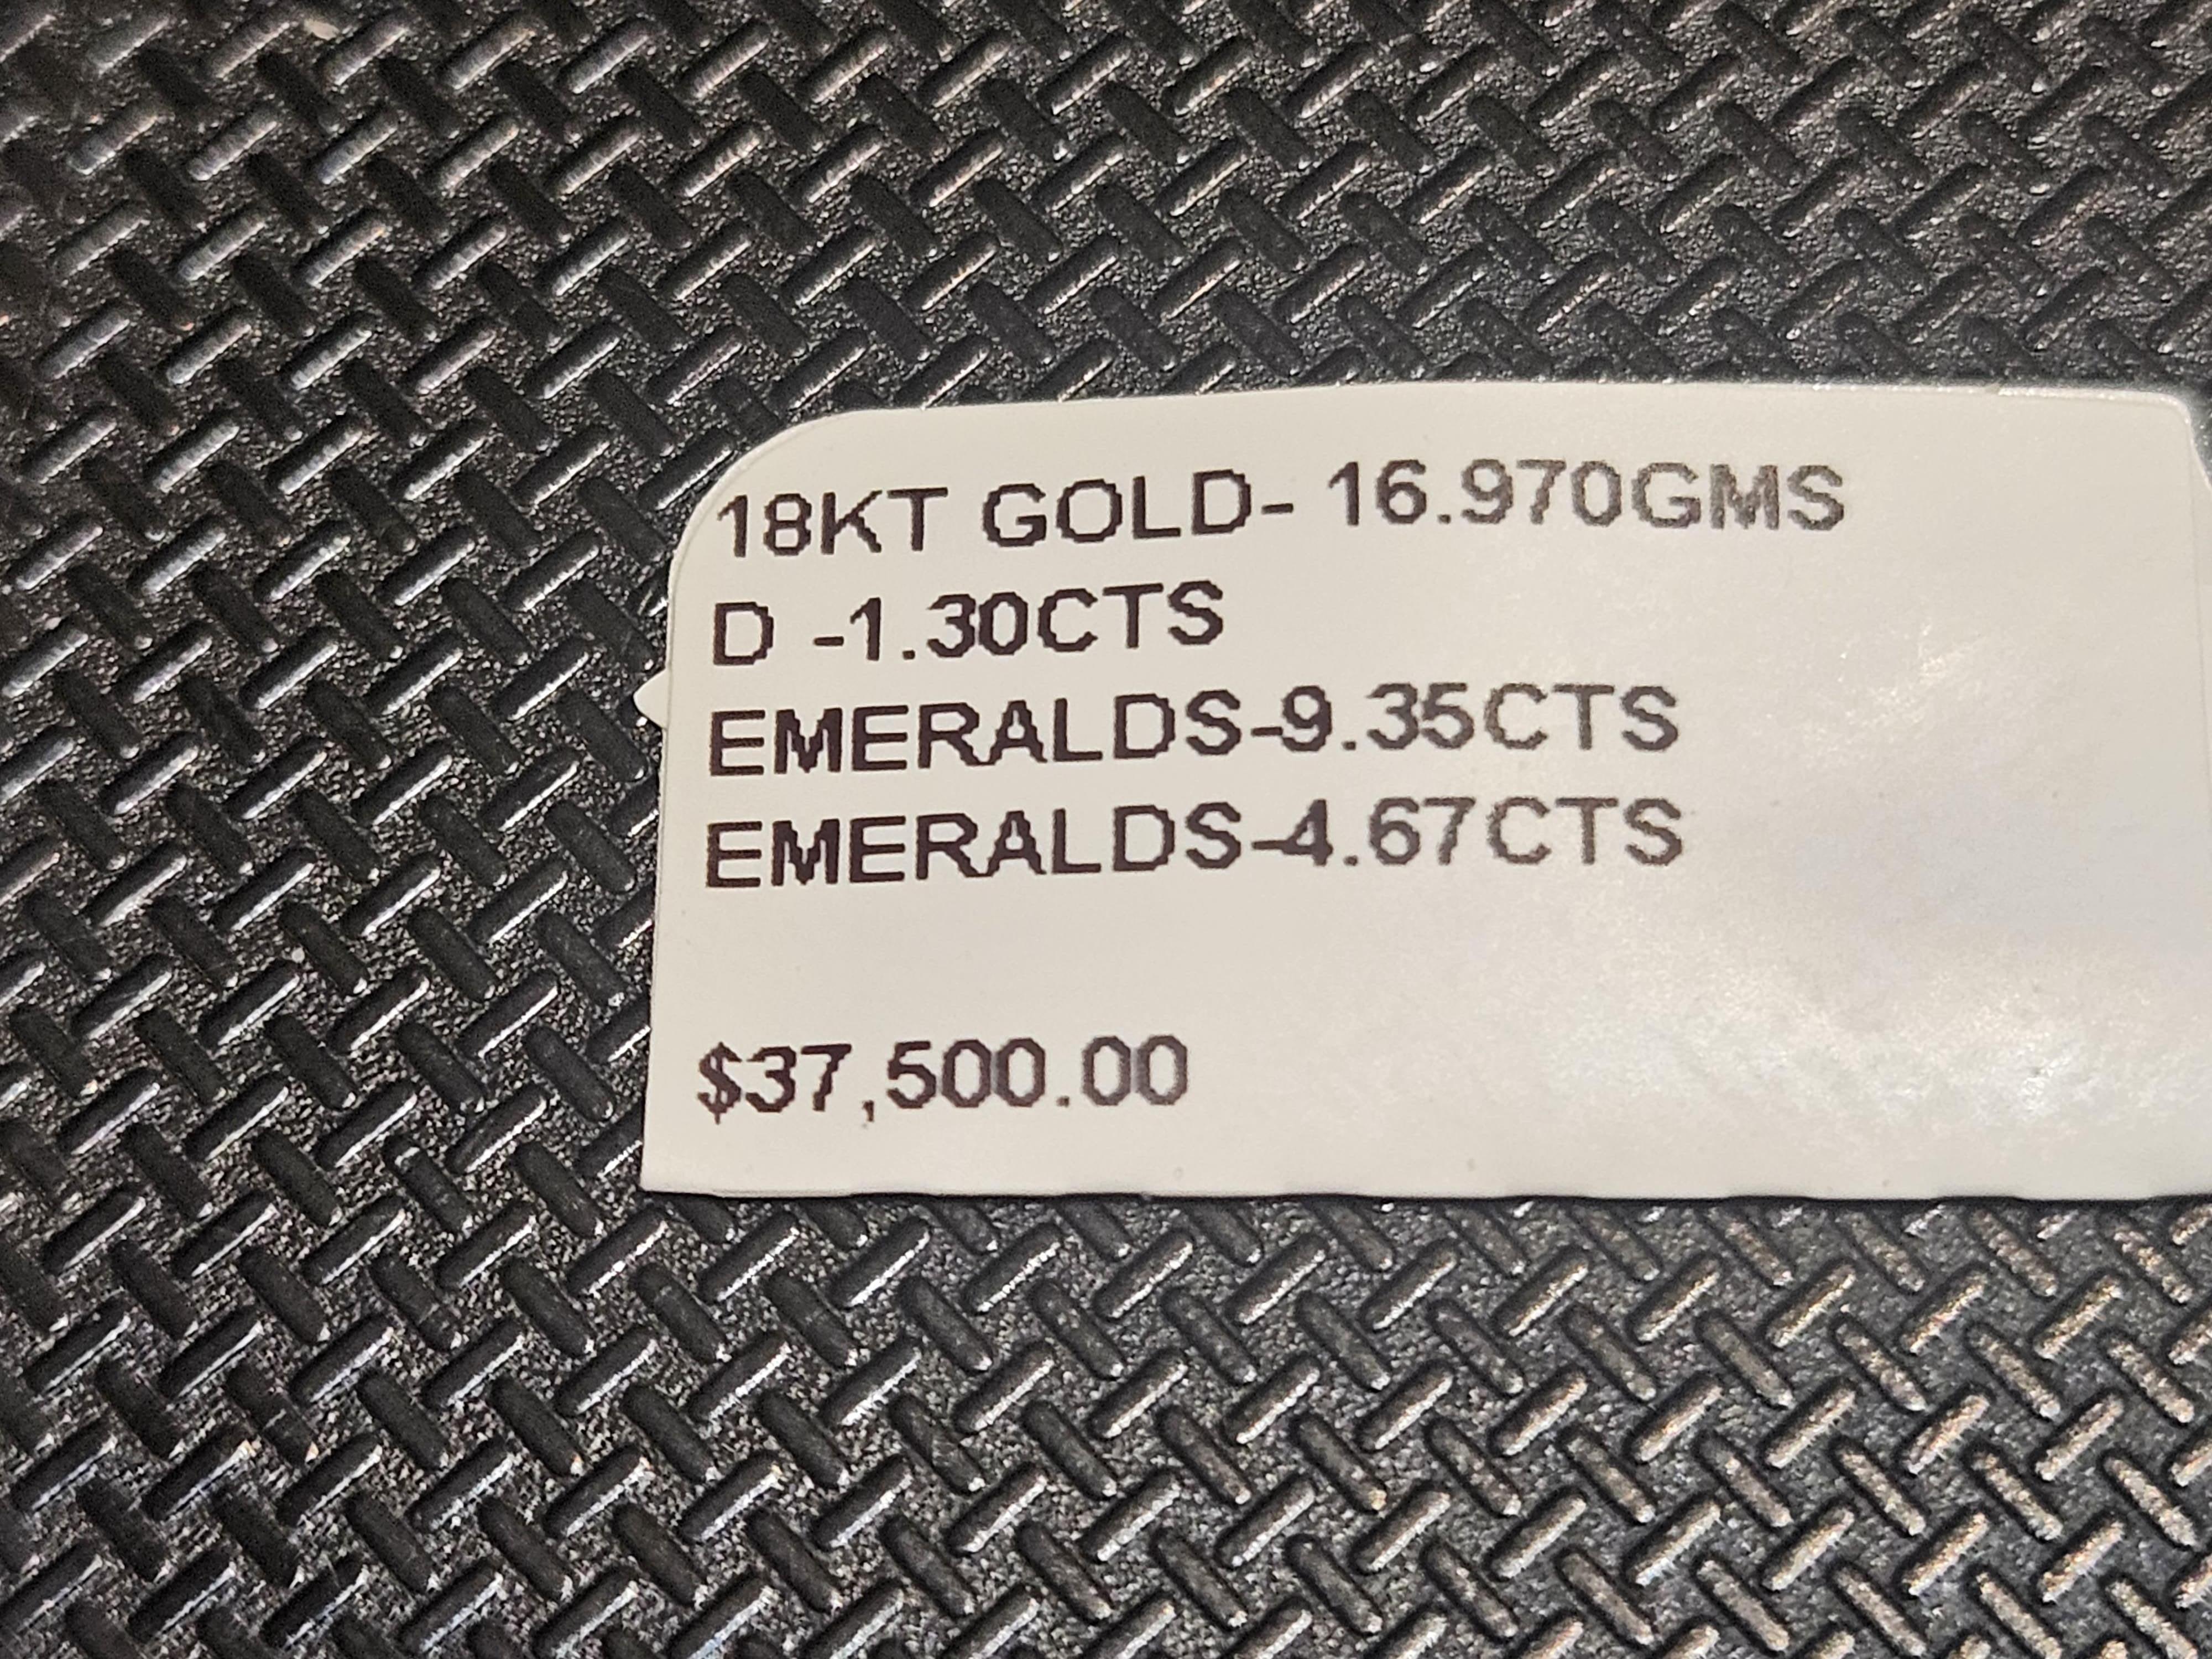 18KT GOLD- 16.970GMS
D -1.30CTS
EMERALDS-9.35CTS
EMERALDS-4.67CTS
$37,500.00